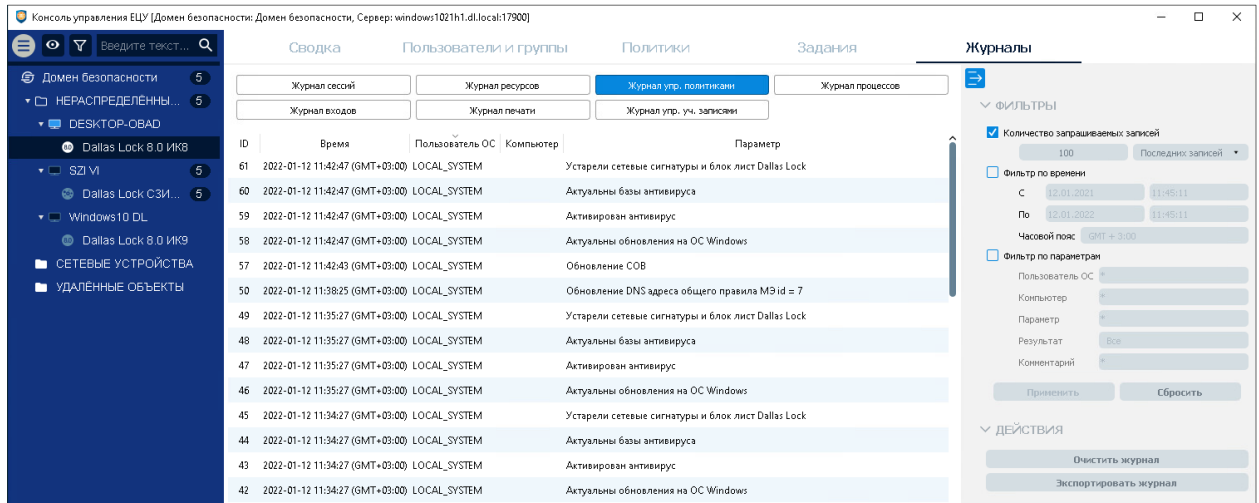 Консоль управления ЕЦУ [Домен безопасности: Домен безопасности, Сервер: windows1021h1.dl.local:17900]
Введите текст...
Сводка Пользователи и группы Политики Задания Журналы
Домен безопасности 5
НЕРАСПРЕДЕЛЁННЫ... 5
DESKTOP-OBAD
8.0 Dallas Lock 8.0 ИК8
SZI VI 5
Dallas Lock СЗИ... 5
Windows10 DL
8.0 Dallas Lock 8.0 ИК9
СЕТЕВЫЕ УСТРОЙСТВА
УДАЛЁННЫЕ ОБЪЕКТЫ
Журнал сессий Журнал ресурсов Журнал упр. политиками Журнал процессов
Журнал входов Журнал печати Журнал упр. уч. записями
ID Время Пользователь ОС Компьютер Параметр
61 2022-01-12 11:42:47 (GMT+03:00) LOCAL_SYSTEM Устарели сетевые сигнатуры и блок лист Dallas Lock
60 2022-01-12 11:42:47 (GMT+03:00) LOCAL_SYSTEM Актуальны базы антивируса
59 2022-01-12 11:42:47 (GMT+03:00) LOCAL_SYSTEM Активирован антивирус
58 2022-01-12 11:42:47 (GMT+03:00) LOCAL_SYSTEM Актуальны обновления на ОС Windows
57 2022-01-12 11:42:43 (GMT+03:00) LOCAL_SYSTEM Обновление СОВ
50 2022-01-12 11:38:25 (GMT+03:00) LOCAL_SYSTEM Обновление DNS адреса общего правила МЭ id = 7
49 2022-01-12 11:35:27 (GMT+03:00) LOCAL_SYSTEM Устарели сетевые сигнатуры и блок лист Dallas Lock
48 2022-01-12 11:35:27 (GMT+03:00) LOCAL_SYSTEM Актуальны базы антивируса
47 2022-01-12 11:35:27 (GMT+03:00) LOCAL_SYSTEM Активирован антивирус
46 2022-01-12 11:35:27 (GMT+03:00) LOCAL_SYSTEM Актуальны обновления на ОС Windows
45 2022-01-12 11:34:27 (GMT+03:00) LOCAL_SYSTEM Устарели сетевые сигнатуры и блок лист Dallas Lock
44 2022-01-12 11:34:27 (GMT+03:00) LOCAL_SYSTEM Актуальны базы антивируса
43 2022-01-12 11:34:27 (GMT+03:00) LOCAL_SYSTEM Активирован антивирус
42 2022-01-12 11:34:27 (GMT+03:00) LOCAL_SYSTEM Актуальны обновления на ОС Windows
ФИЛЬТРЫ
Количество запрашиваемых записей
100 Последних записей
Фильтр по времени
С 12.01.2021 11:45:11
По 12.01.2022 11:45:11
Часовой пояс GMT + 3:00
Фильтр по параметрам
Пользователь ОС *
Компьютер *
Параметр *
Результат Все
Комментарий *
Применить Сбросить
ДЕЙСТВИЯ
Очистить журнал
Экспортировать журнал